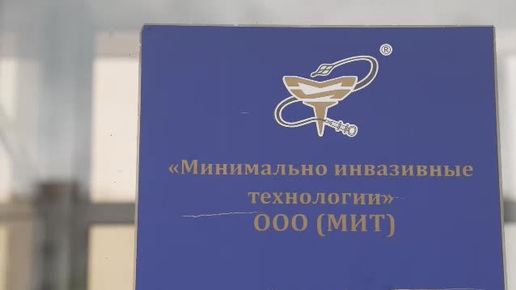 ®
«Минимально инвазивные
технологии»
ООО (МИТ)